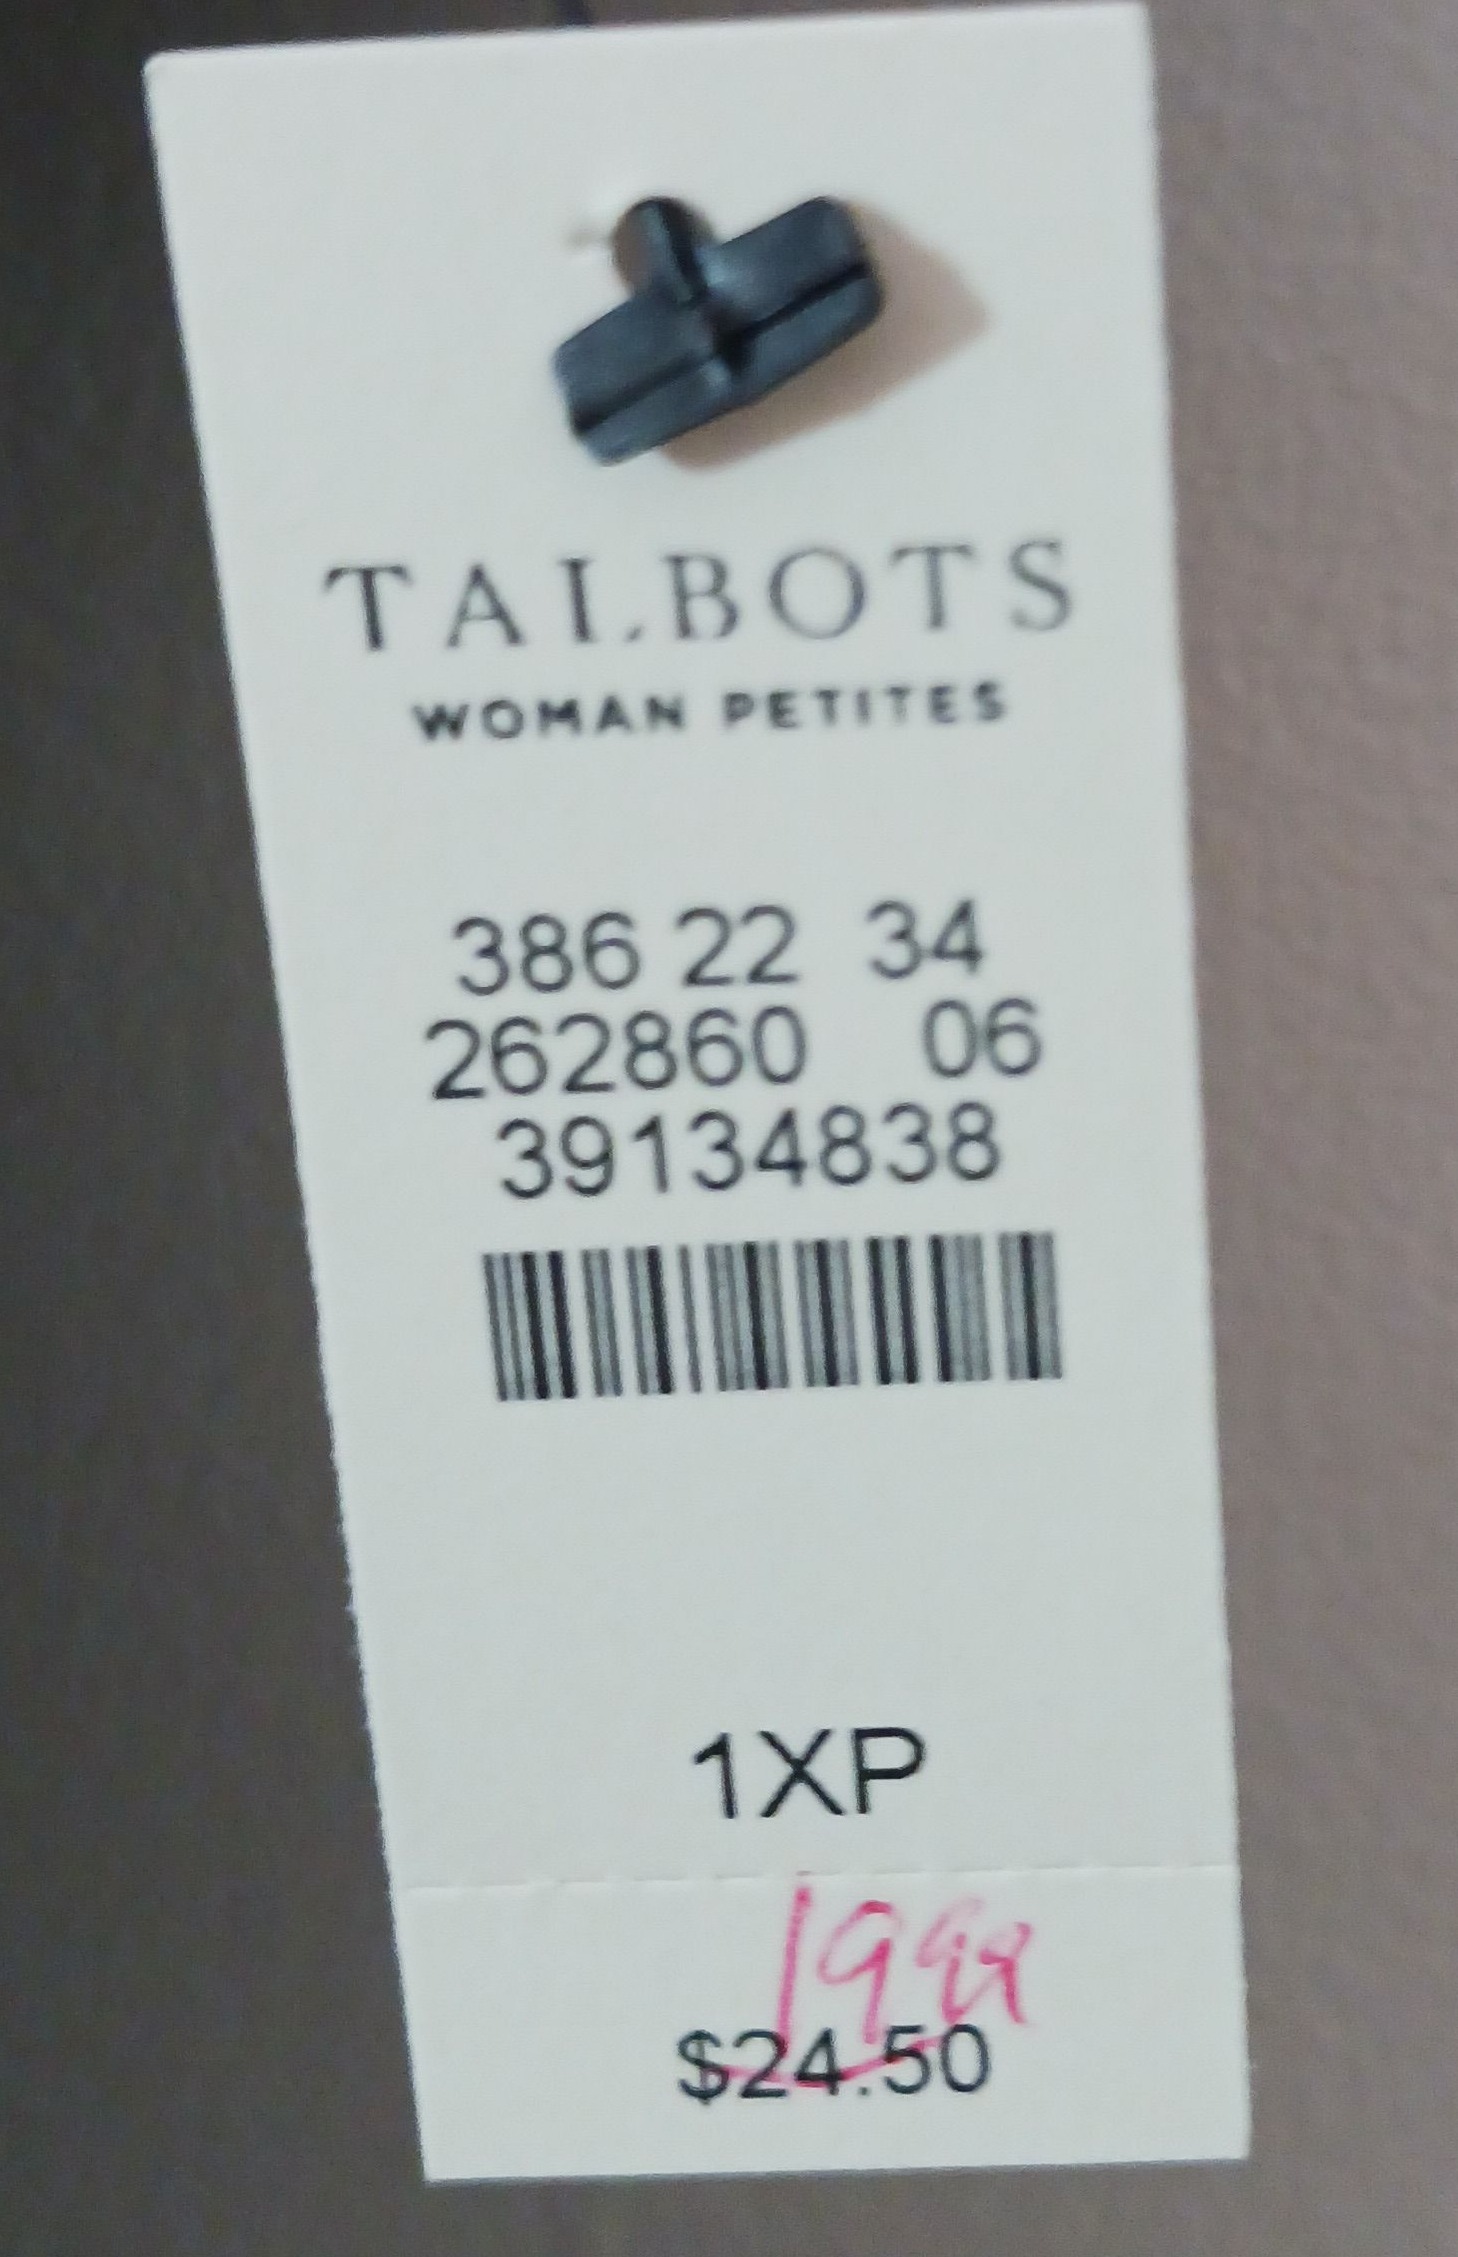 TALBOTS
WOMAN PETITES
386 22 34
262860 06
39134838
1XP
1999
$24.50